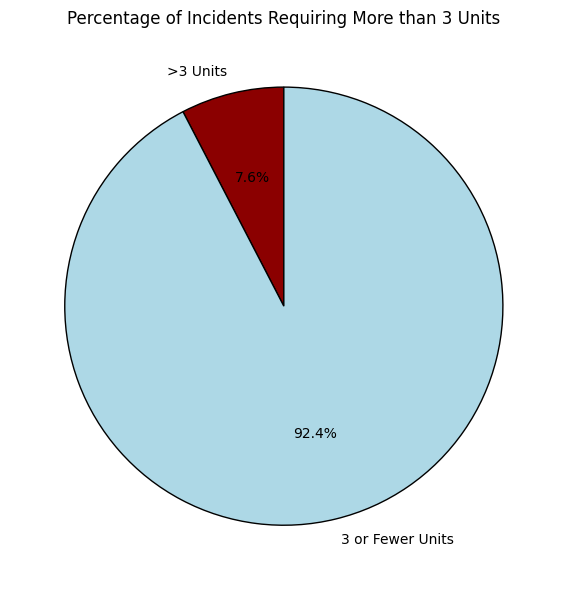 Percentage of Incidents Requiring More than 3 Units
>3 Units
7.6%
92.4%
3 or Fewer Units